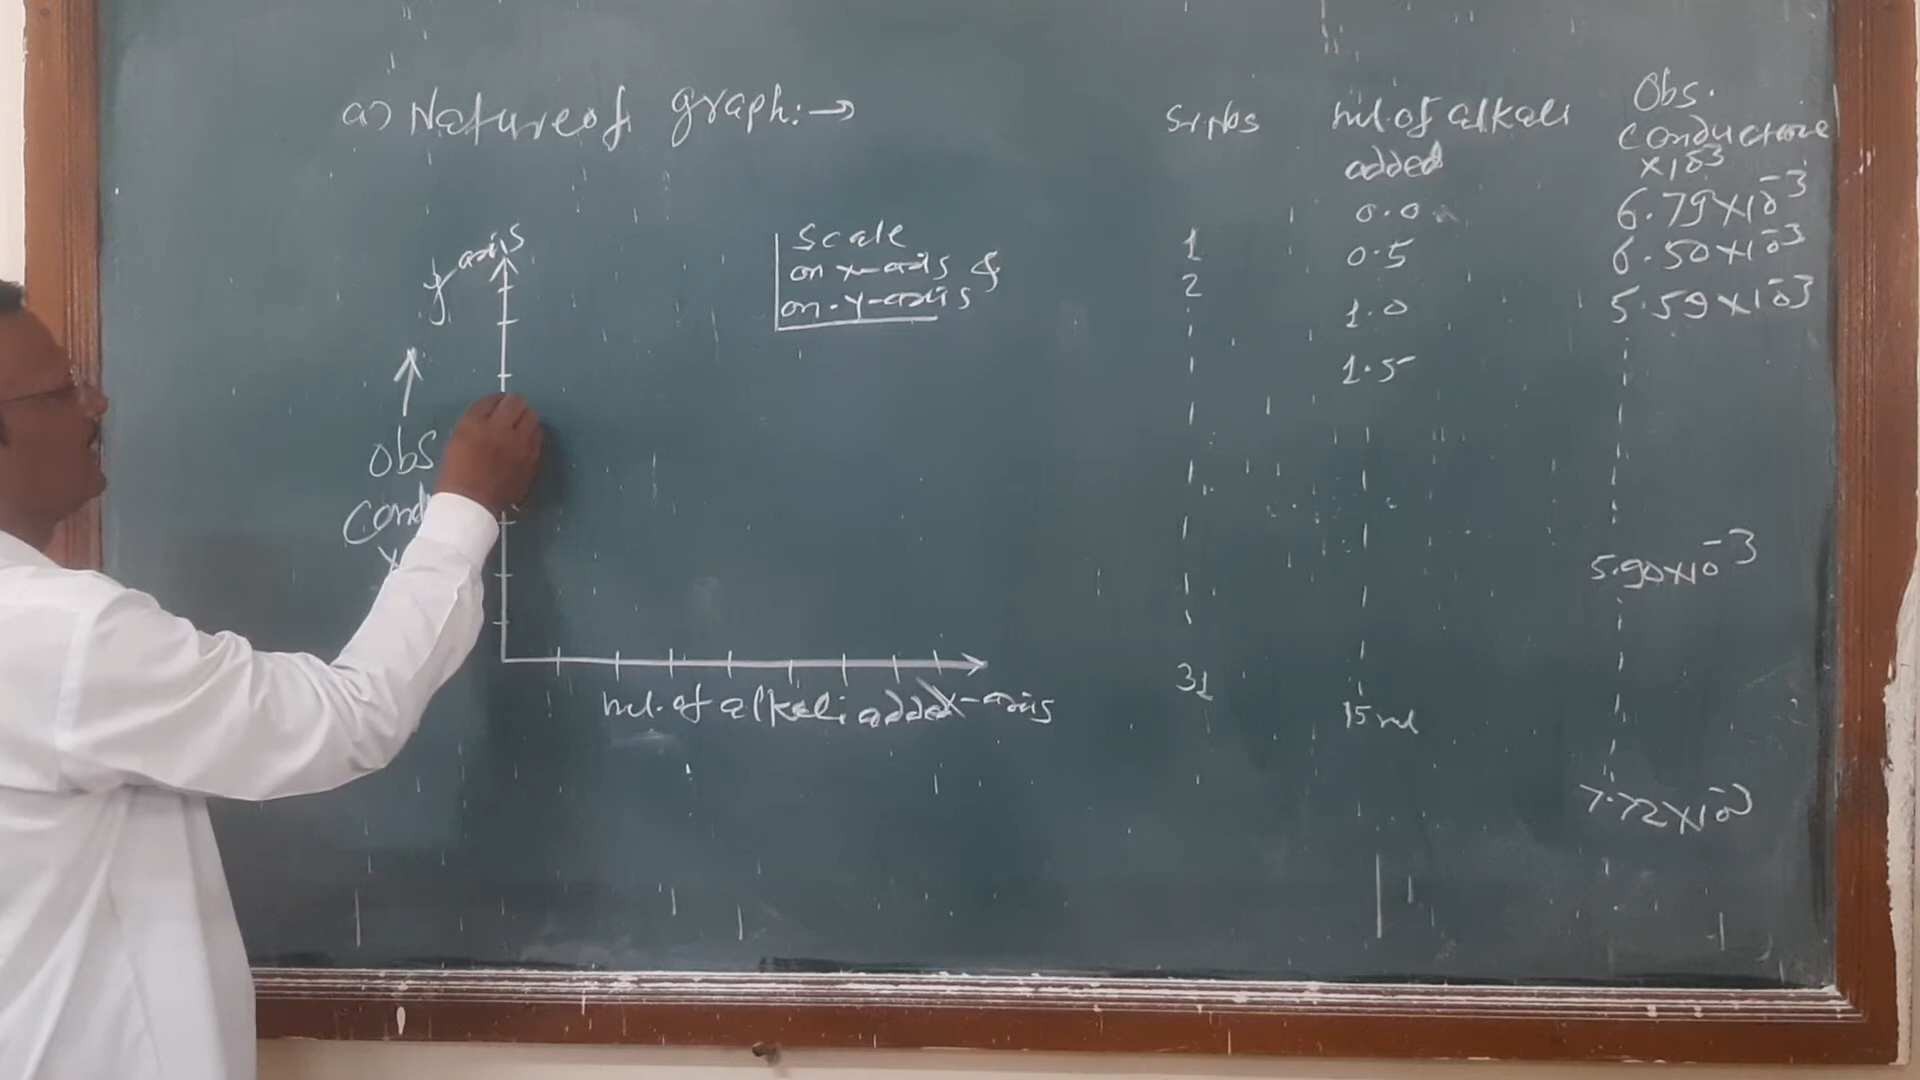 a) Nature of graph:→
y axis
Obs
Cond
X
Scale
on x-axis &
on-y-axis
ml. of alkali added X-axis
Sr.Nos ml. of alkali added Obs. Conductance ×10-3
0.0 6.79×10-3
1 0.5 6.50×10-3
2 1.0 5.59×10-3
1.5
5.90×10-3
31 15 ml
7.72×10-3